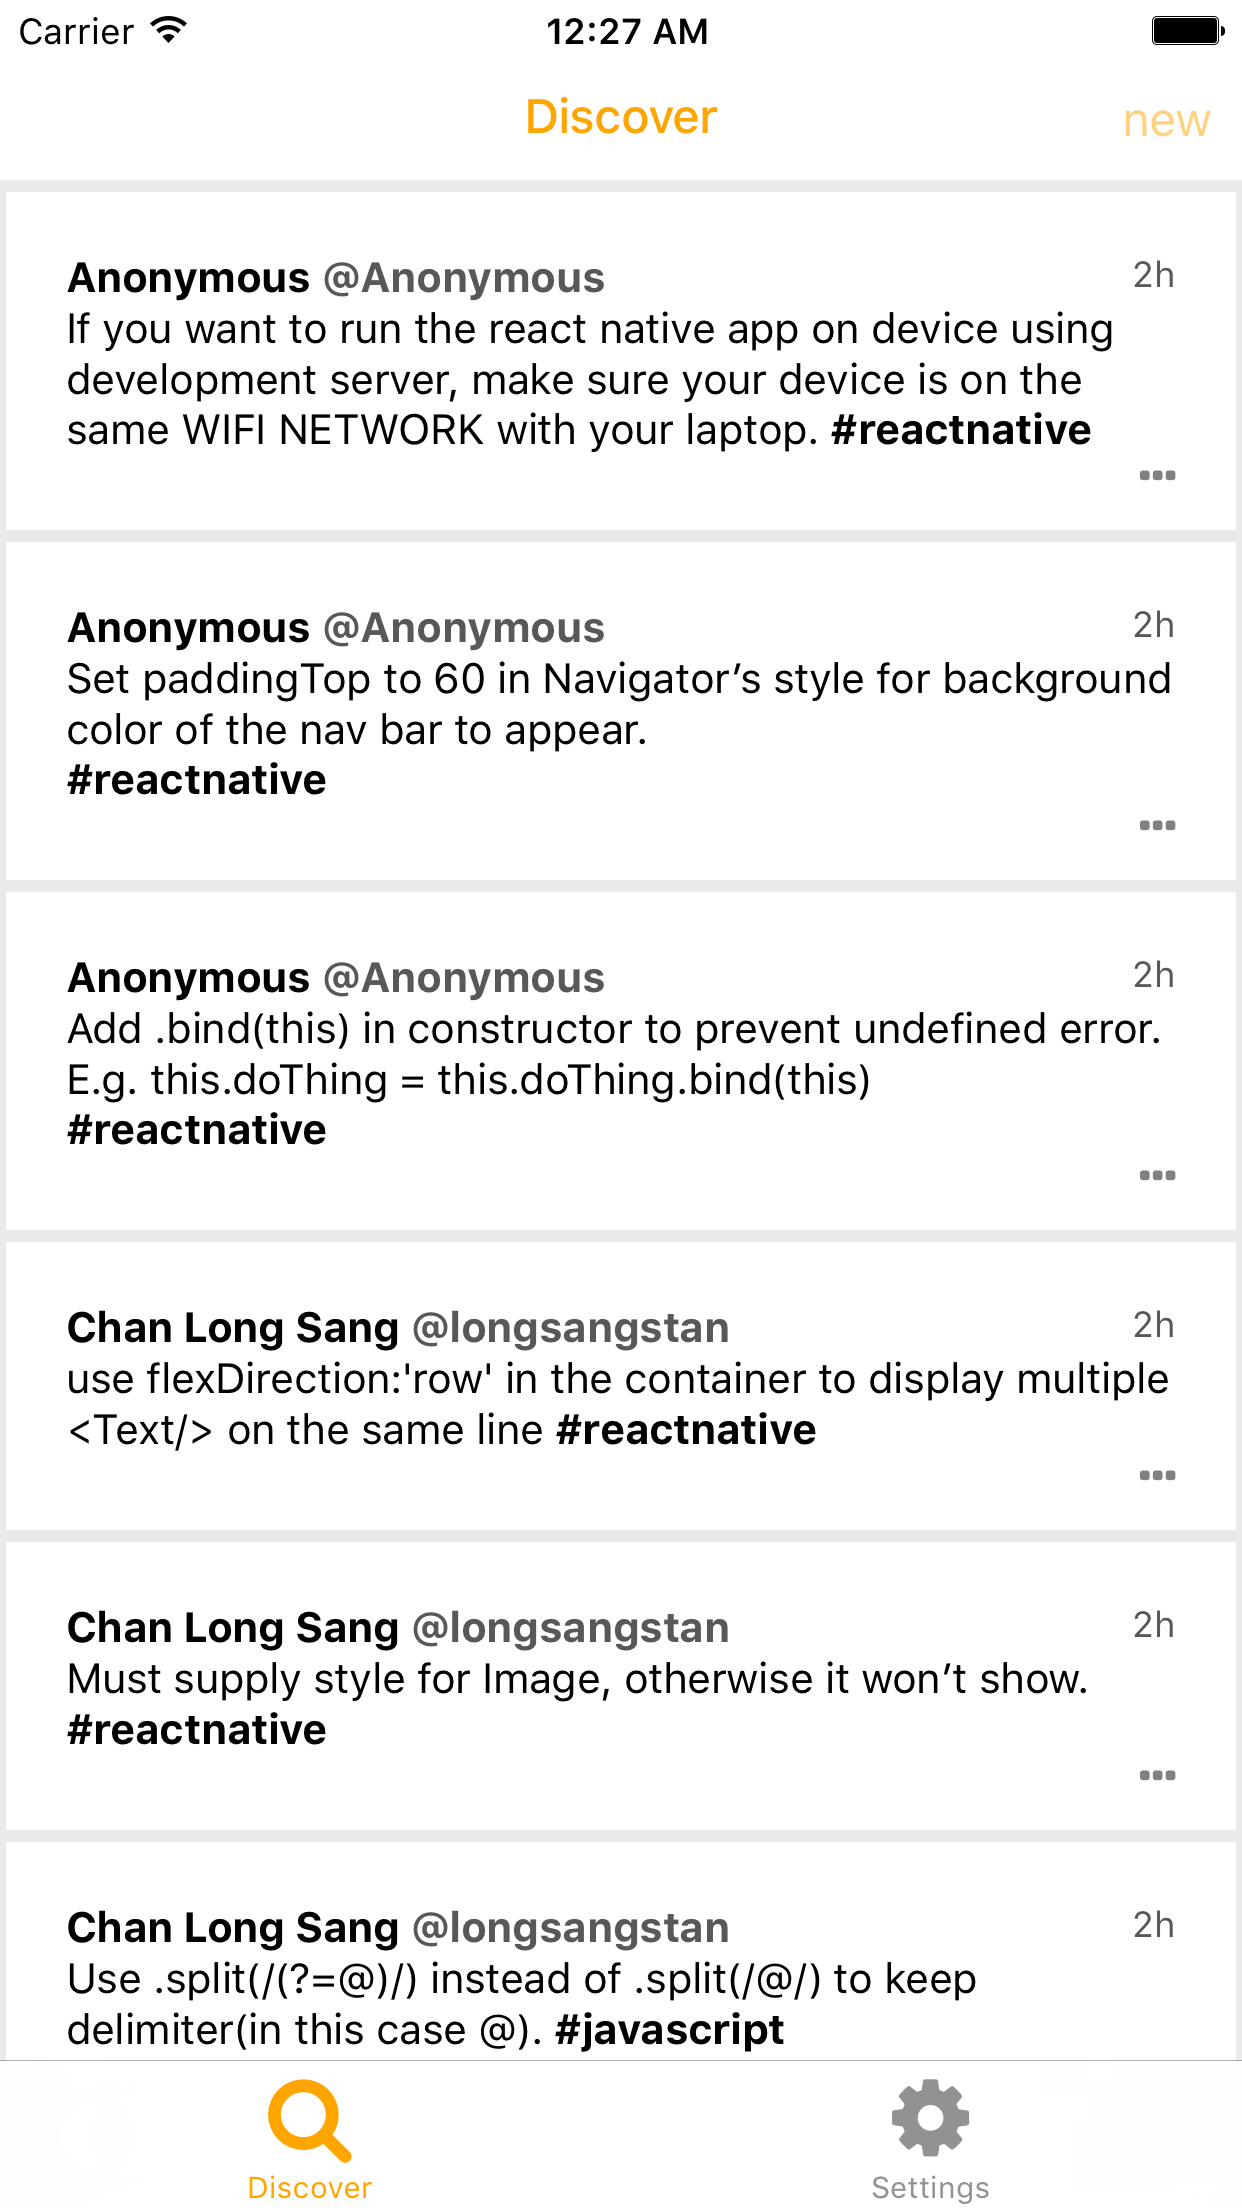 Carrier 12:27 AM
Discover new
Anonymous @Anonymous 2h
If you want to run the react native app on device using
development server, make sure your device is on the
same WIFI NETWORK with your laptop. #reactnative
Anonymous @Anonymous 2h
Set paddingTop to 60 in Navigator’s style for background
color of the nav bar to appear.
#reactnative
Anonymous @Anonymous 2h
Add .bind(this) in constructor to prevent undefined error.
E.g. this.doThing = this.doThing.bind(this)
#reactnative
Chan Long Sang @longsangstan 2h
use flexDirection:'row' in the container to display multiple
<Text/> on the same line #reactnative
Chan Long Sang @longsangstan 2h
Must supply style for Image, otherwise it won’t show.
#reactnative
Chan Long Sang @longsangstan 2h
Use .split(/(?=@)/) instead of .split(/@/) to keep
delimiter(in this case @). #javascript
Discover Settings